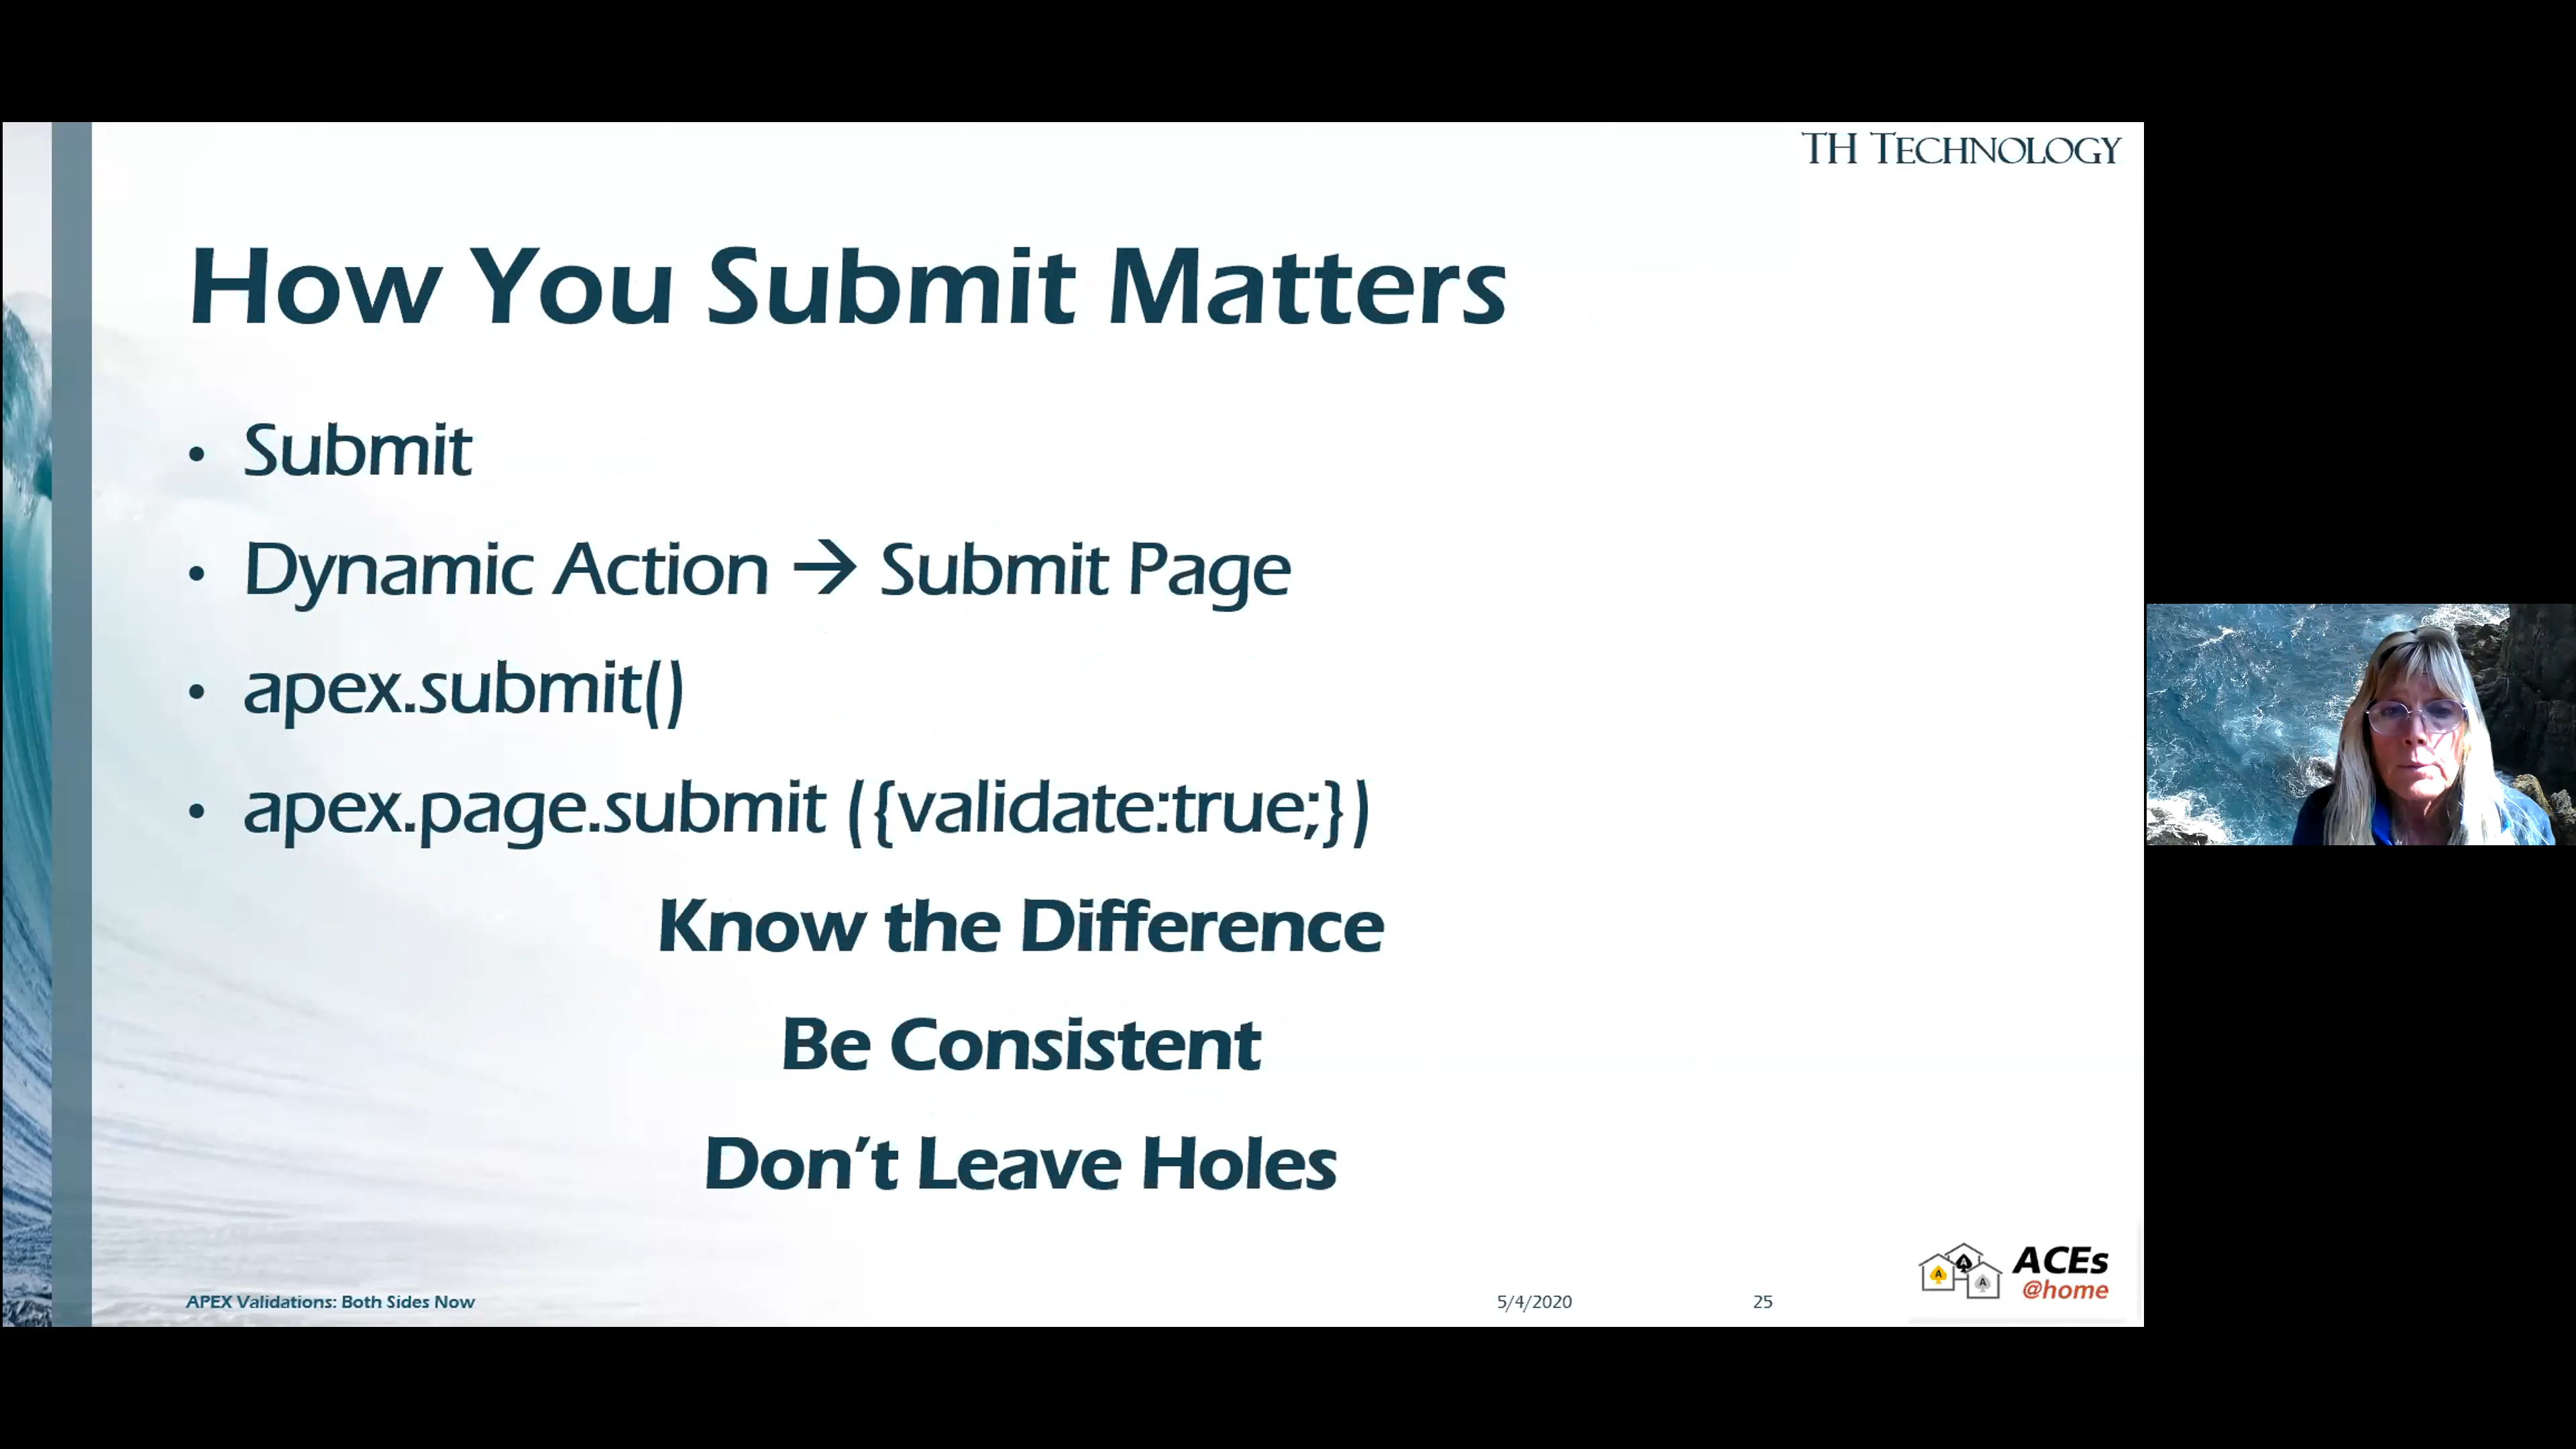 TH TECHNOLOGY
How You Submit Matters
• Submit
• Dynamic Action → Submit Page
• apex.submit()
• apex.page.submit ({validate:true;})
Know the Difference
Be Consistent
Don’t Leave Holes
A A A ACEs
@home
APEX Validations: Both Sides Now 5/4/2020 25